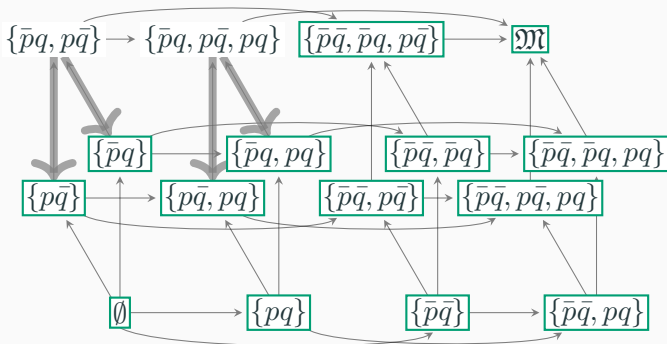 {p̄q, pq̄} {p̄q, pq̄, pq} {p̄q̄, p̄q, pq̄} 𝔐
{p̄q} {p̄q, pq} {p̄q̄, p̄q} {p̄q̄, p̄q, pq}
{pq̄} {pq̄, pq} {p̄q̄, pq̄} {p̄q̄, pq̄, pq}
∅ {pq} {p̄q̄} {p̄q̄, pq}